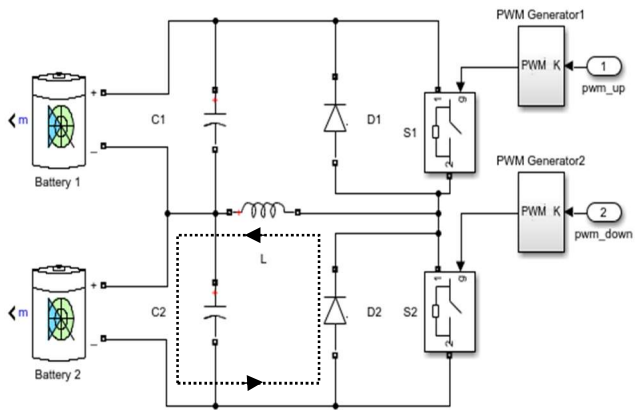 PWM Generator1
PWM K
1
pwm_up
+
m
_
Battery 1
C1
D1
S1
1
g
2
PWM Generator2
PWM K
2
pwm_down
+
L
+
m
_
Battery 2
C2
+
D2
S2
1
g
2